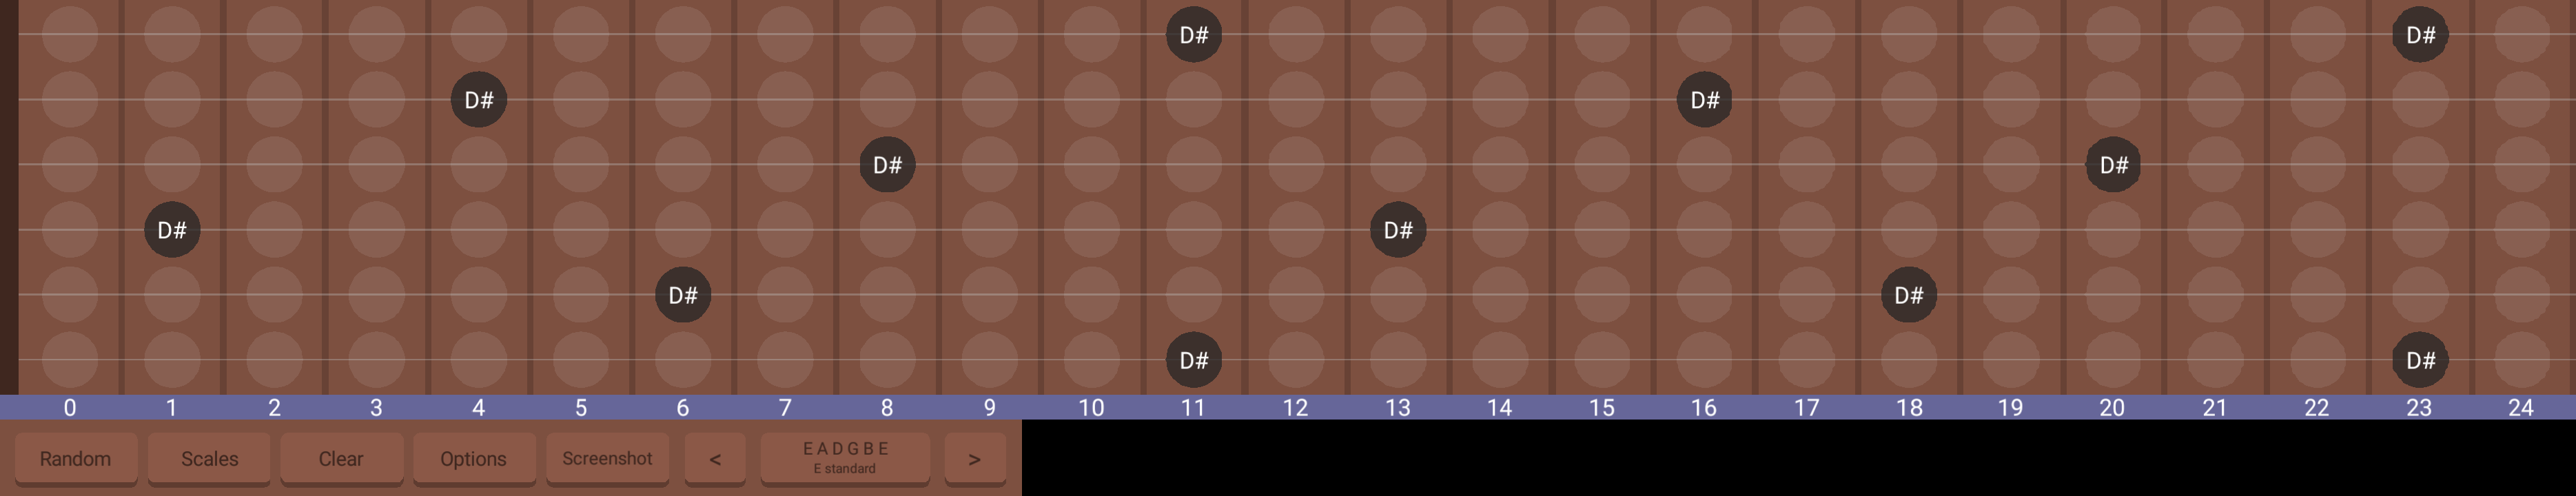 D# D#
D# D#
D# D#
D# D#
D# D#
D# D#
0 1 2 3 4 5 6 7 8 9 10 11 12 13 14 15 16 17 18 19 20 21 22 23 24
Random Scales Clear Options Screenshot < E A D G B E >
E standard